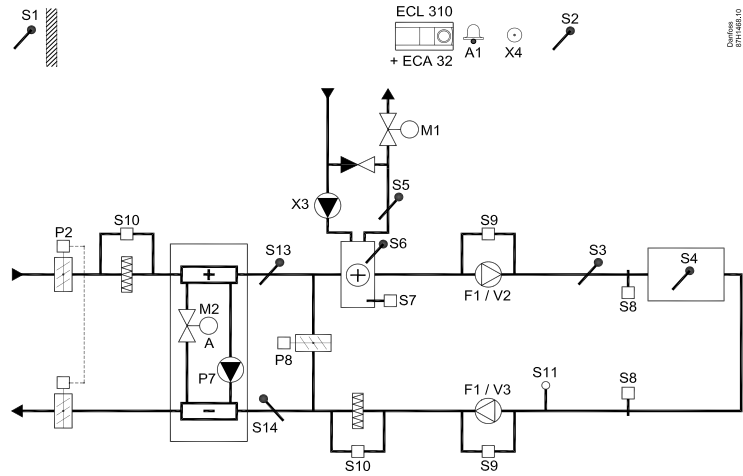 S1
ECL 310
+ ECA 32
A1
X4
S2
Danfoss
87H1468.10
M1
X3
S5
P2
S10
S13
S6
S7
S9
F1 / V2
S3
S8
S4
M2
A
P7
P8
S14
S10
F1 / V3
S9
S11
S8